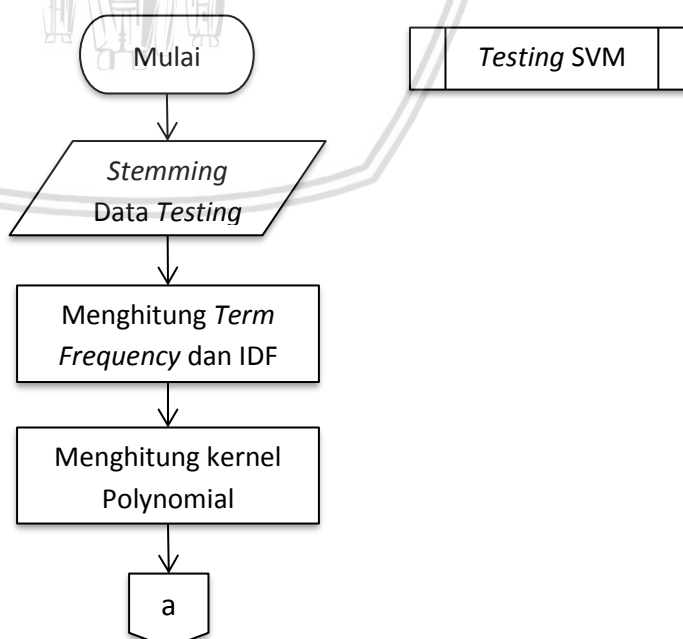 Mulai
Testing SVM
Stemming
Data Testing
Menghitung Term
Frequency dan IDF
Menghitung kernel
Polynomial
a